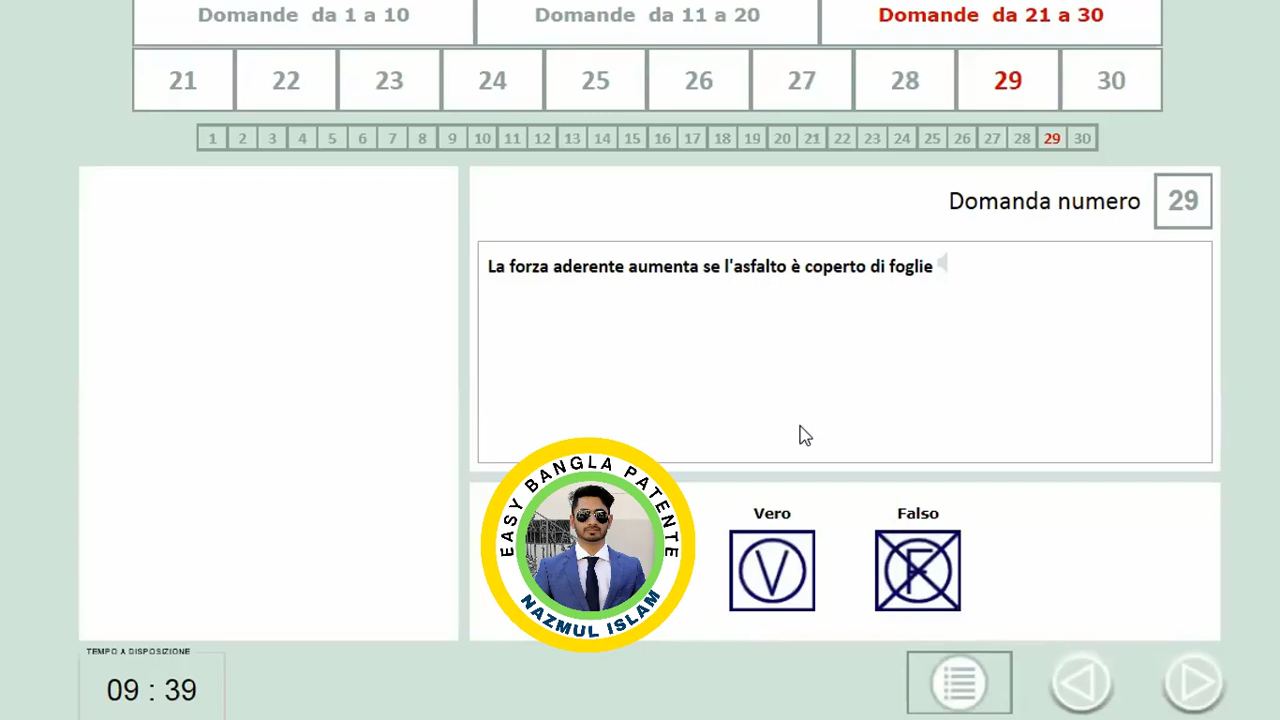 Domande da 1 a 10
Domande da 11 a 20
Domande da 21 a 30
21 22 23 24 25 26 27 28 29 30
1 2 3 4 5 6 7 8 9 10 11 12 13 14 15 16 17 18 19 20 21 22 23 24 25 26 27 28 29 30
Domanda numero 29
La forza aderente aumenta se l'asfalto è coperto di foglie
EASY BANGLA PATENTE
NAZMUL ISLAM
Vero Falso
V F
TEMPO A DISPOSIZIONE
09 : 39